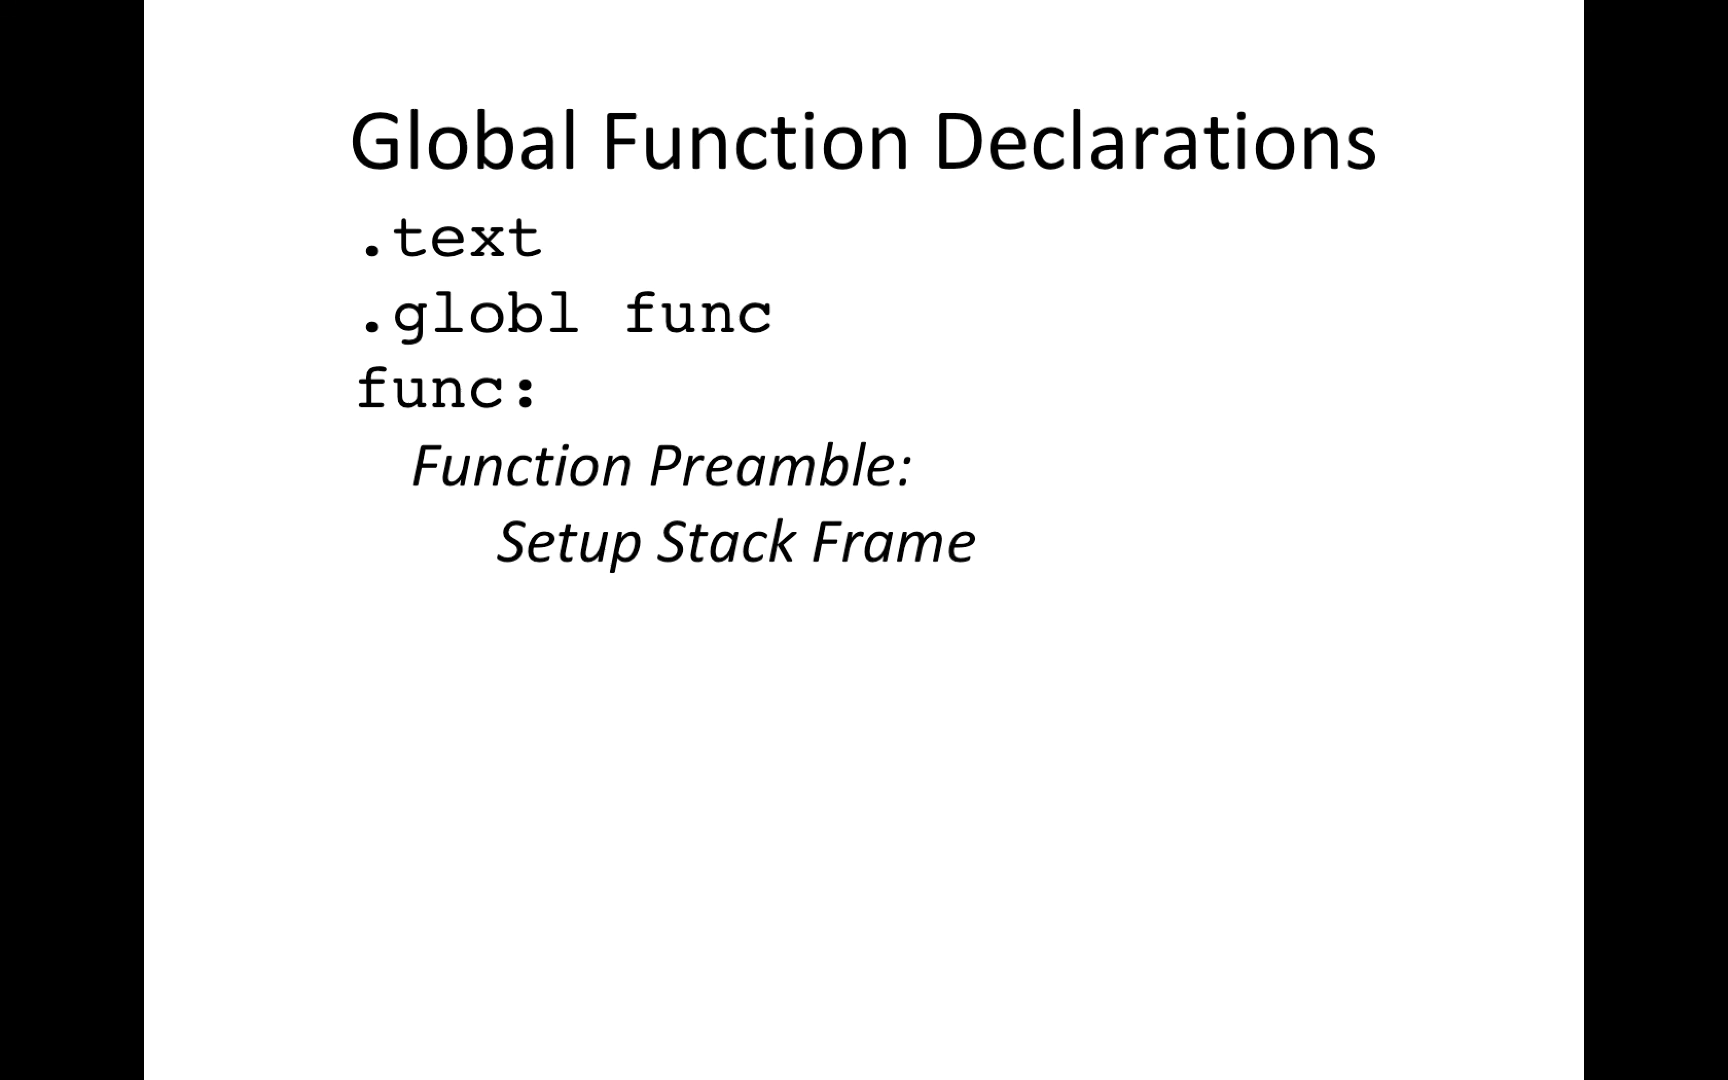 Global Function Declarations
.text
.globl func
func:
Function Preamble:
Setup Stack Frame